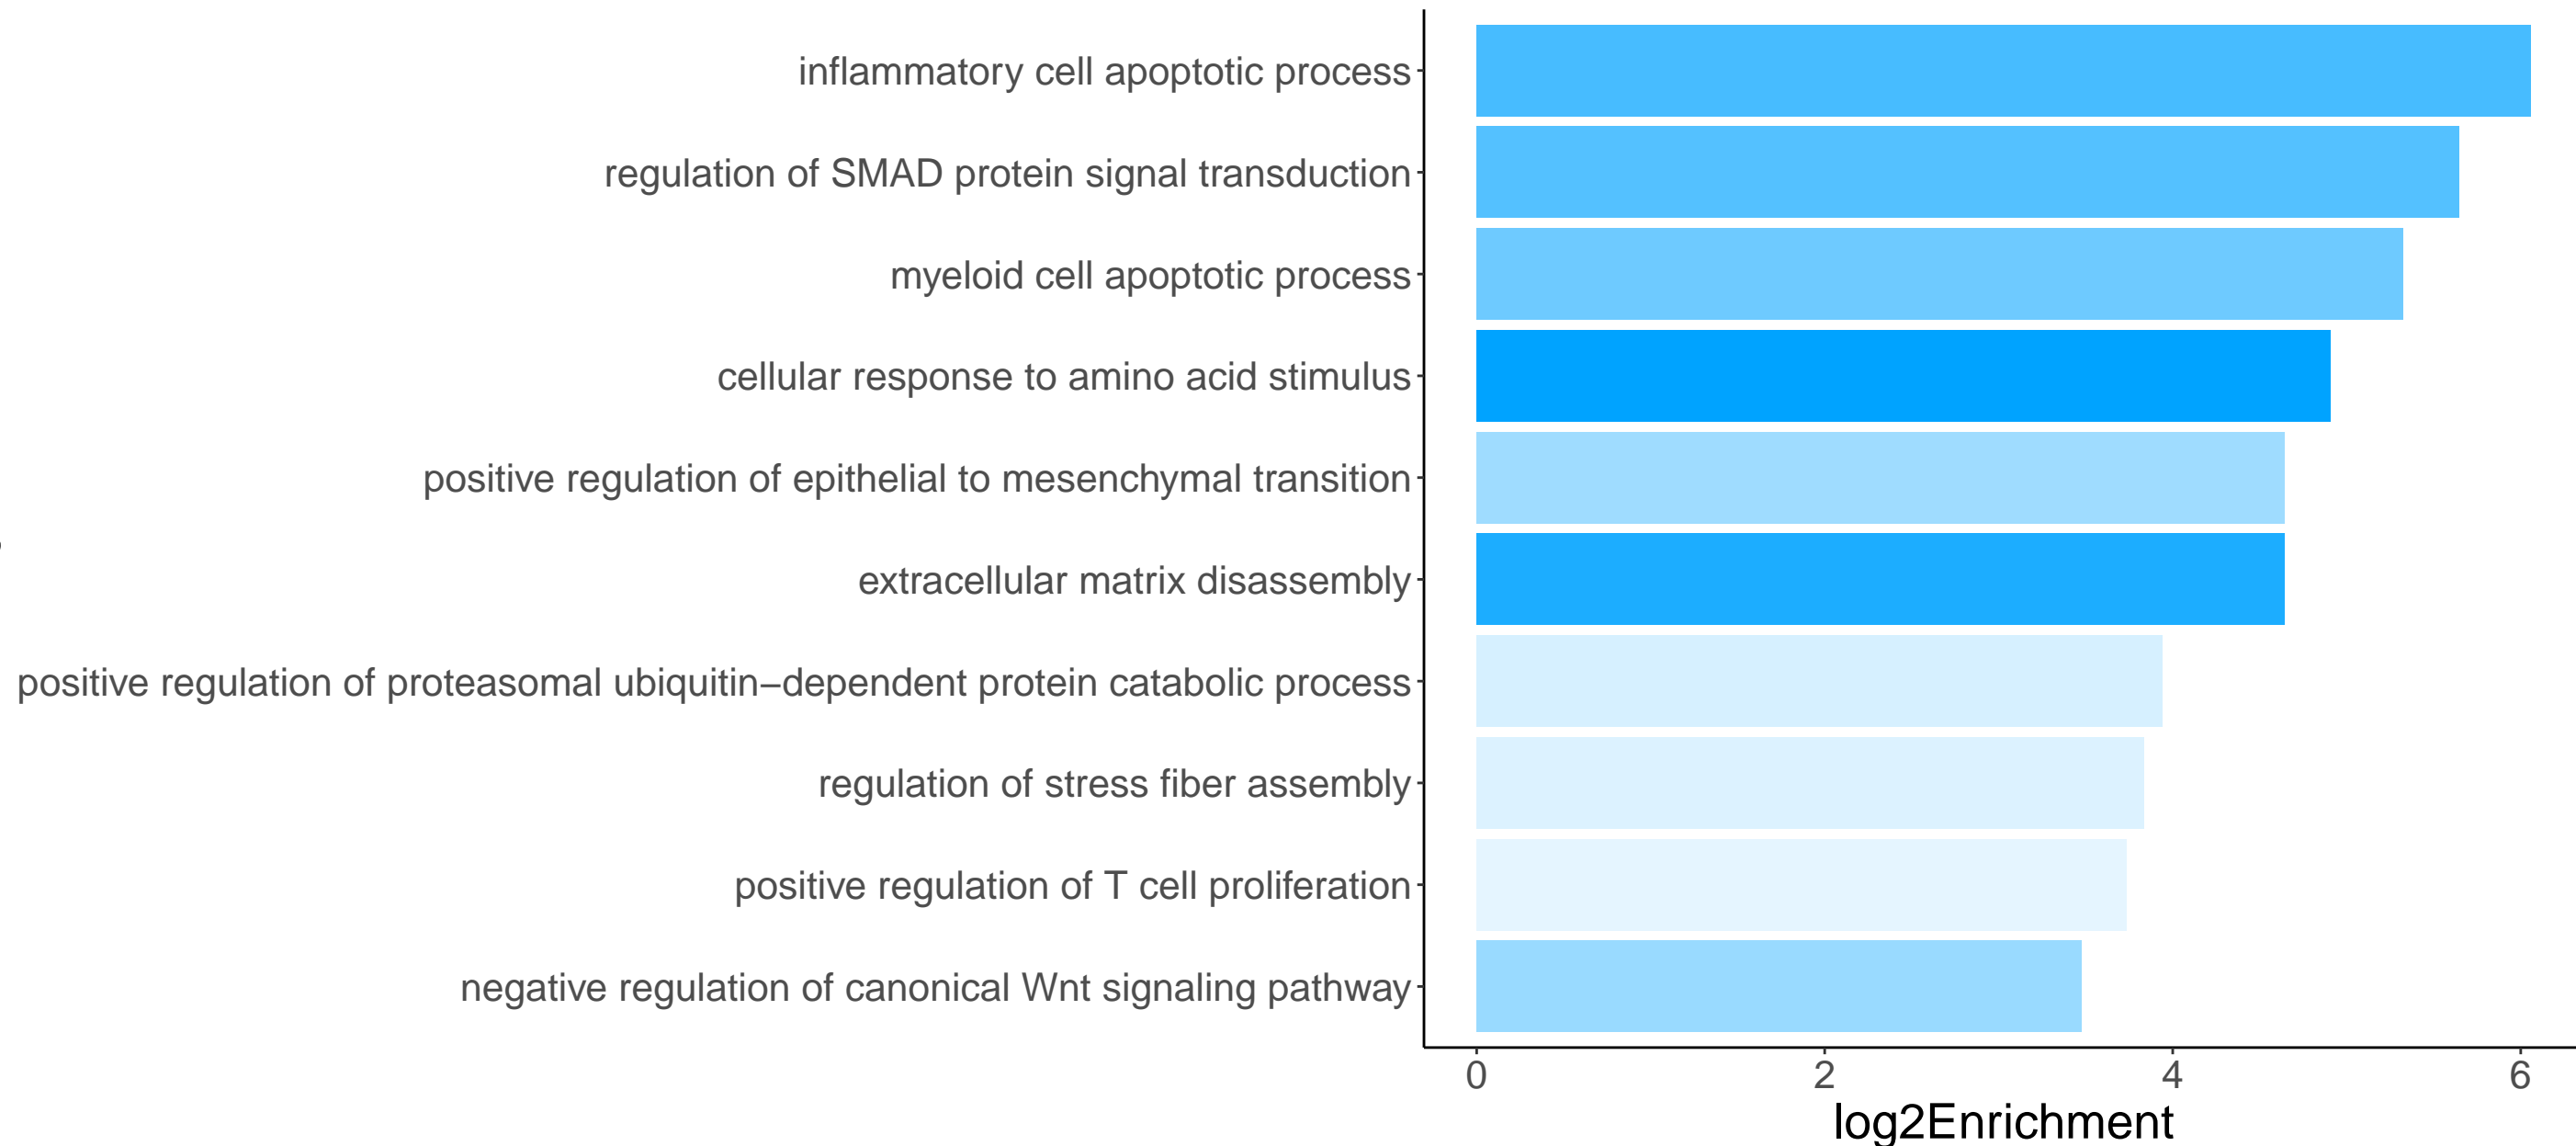 inflammatory cell apoptotic process
regulation of SMAD protein signal transduction
myeloid cell apoptotic process
cellular response to amino acid stimulus
positive regulation of epithelial to mesenchymal transition
extracellular matrix disassembly
positive regulation of proteasomal ubiquitin−dependent protein catabolic process
regulation of stress fiber assembly
positive regulation of T cell proliferation
negative regulation of canonical Wnt signaling pathway
0 2 4 6
log2Enrichment